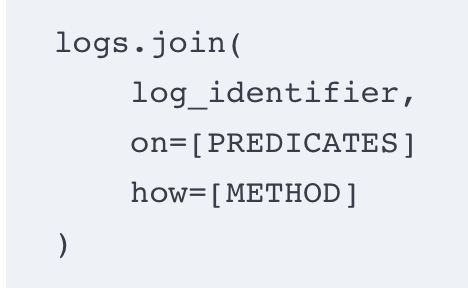 logs.join(
log_identifier,
on=[PREDICATES]
how=[METHOD]
)